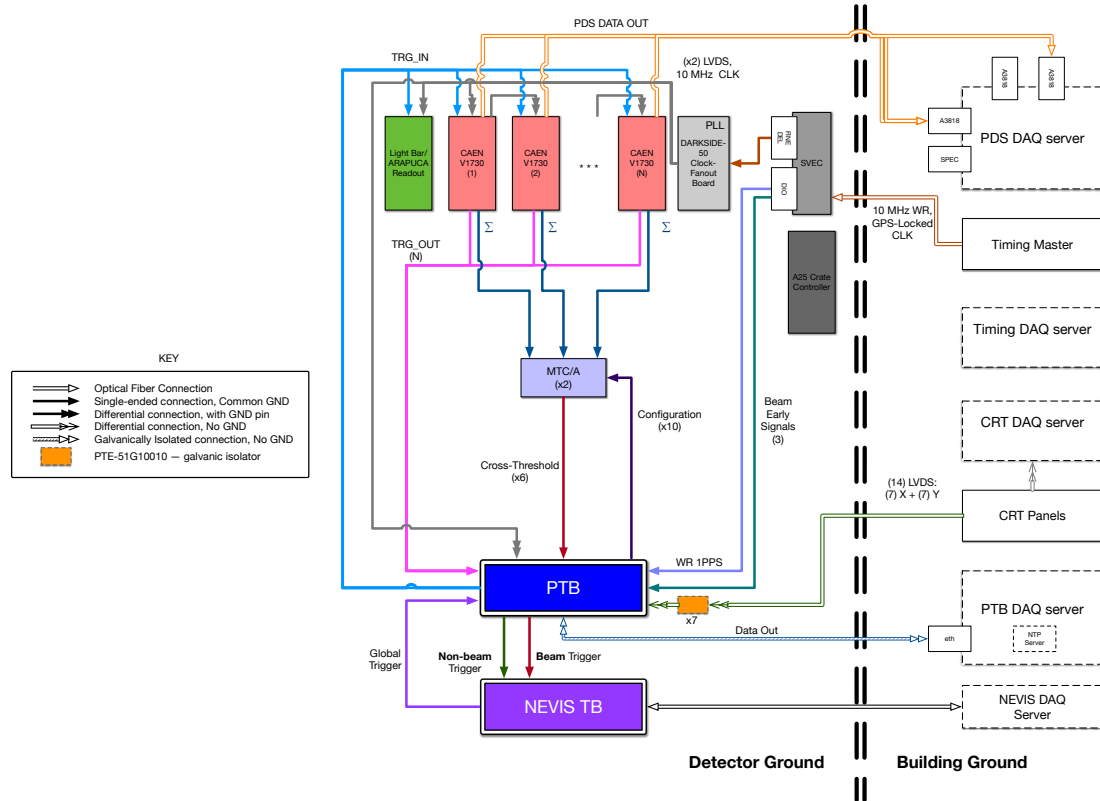 PDS DATA OUT
TRG_IN
(x2) LVDS,
10 MHz CLK
A3818
A3818
A3818
SPEC
PDS DAQ server
Light Bar/
ARAPUCA
Readout
CAEN
V1730
(1)
CAEN
V1730
(2)
* * *
CAEN
V1730
(N)
PLL
DARKSIDE-
50
Clock-
Fanout
Board
FINE
DEL
DIO
SVEC
Σ
Σ
Σ
TRG_OUT
(N)
10 MHz WR,
GPS-Locked
CLK
Timing Master
A25 Crate
Controller
Timing DAQ server
KEY
Optical Fiber Connection
Single-ended connection, Common GND
Differential connection, with GND pin
Differential connection, No GND
Galvanically Isolated connection, No GND
PTE-51G10010 — galvanic isolator
MTC/A
(x2)
Configuration
(x10)
Beam
Early
Signals
(3)
CRT DAQ server
Cross-Threshold
(x6)
(14) LVDS:
(7) X + (7) Y
CRT Panels
WR 1PPS
PTB
x7
PTB DAQ server
NTP
Server
eth
Data Out
Global
Trigger
Non-beam
Trigger
Beam Trigger
NEVIS TB
NEVIS DAQ
Server
Detector Ground
Building Ground